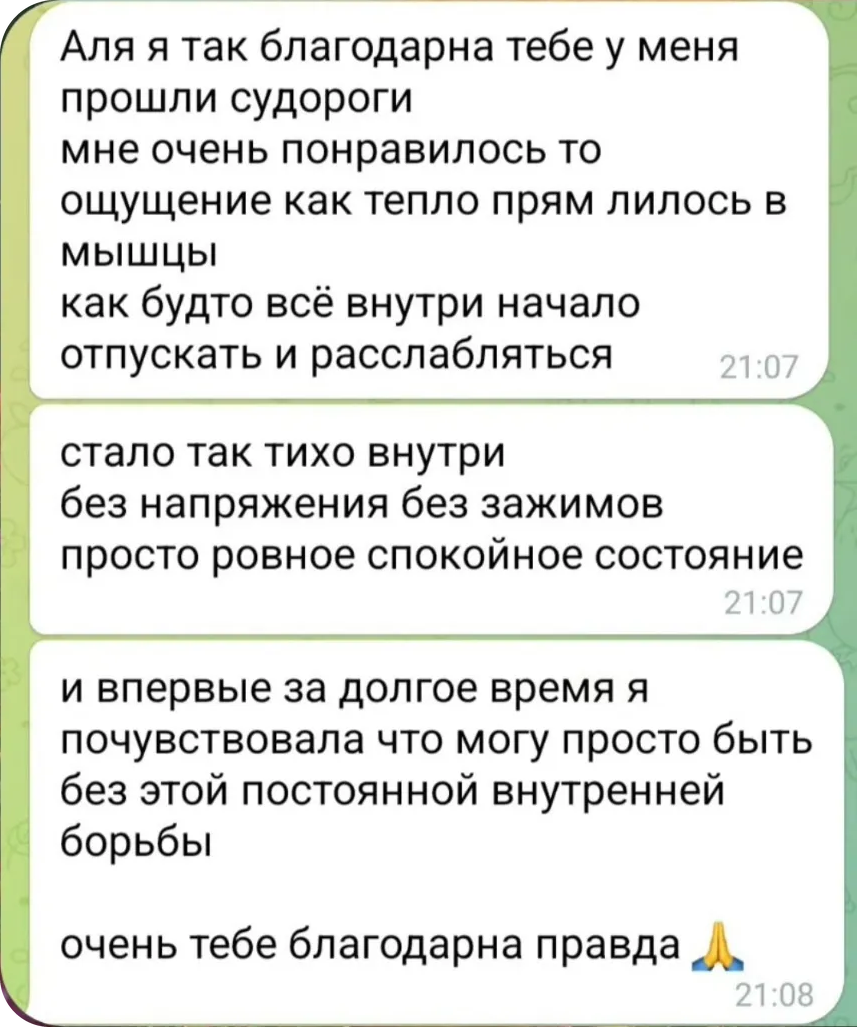 Аля я так благодарна тебе у меня
прошли судороги
мне очень понравилось то
ощущение как тепло прям лилось в
мышцы
как будто всё внутри начало
отпускать и расслабляться
21:07
стало так тихо внутри
без напряжения без зажимов
просто ровное спокойное состояние
21:07
и впервые за долгое время я
почувствовала что могу просто быть
без этой постоянной внутренней
борьбы
очень тебе благодарна правда 🙏
21:08